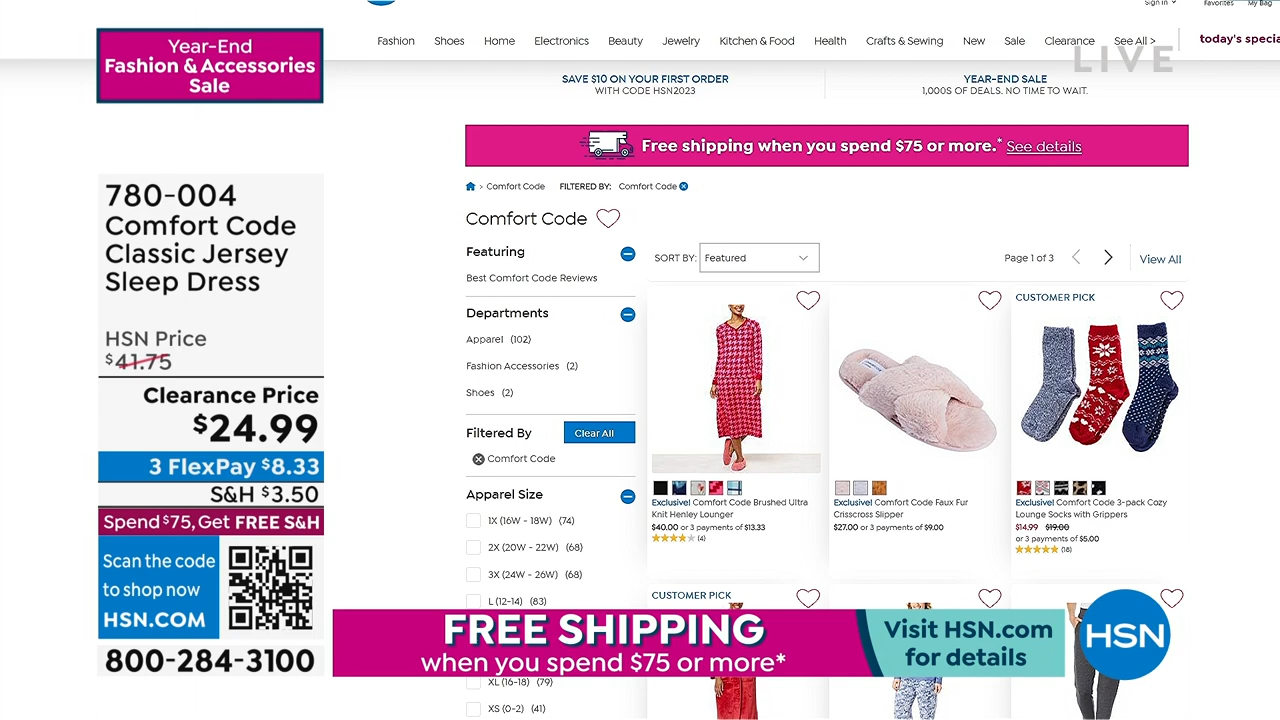 Sign In
Favorites
My Bag
Fashion
Shoes
Home
Electronics
Beauty
Jewelry
Kitchen & Food
Health
Crafts & Sewing
New
Sale
Clearance
See All >
LIVE
Year-End
Fashion & Accessories
Sale
SAVE $10 ON YOUR FIRST ORDER
WITH CODE HSN2023
YEAR-END SALE
1,000S OF DEALS. NO TIME TO WAIT.
Free shipping when you spend $75 or more.* See details
> Comfort Code FILTERED BY: Comfort Code
Comfort Code
780-004
Comfort Code
Classic Jersey
Sleep Dress
HSN Price
$41.75
Clearance Price
$24.99
3 FlexPay $8.33
S&H $3.50
Spend $75, Get FREE S&H
Scan the code
to shop now
HSN.COM
800-284-3100
Featuring
Best Comfort Code Reviews
Departments
Apparel (102)
Fashion Accessories (2)
Shoes (2)
Filtered By
Clear All
Comfort Code
Apparel Size
1X (16W - 18W) (74)
2X (20W - 22W) (68)
3X (24W - 26W) (68)
L (12-14) (83)
XL (16-18) (79)
XS (0-2) (41)
SORT BY: Featured
Page 1 of 3
View All
Exclusive! Comfort Code Brushed Ultra
Knit Henley Lounger
$40.00 or 3 payments of $13.33
(4)
Exclusive! Comfort Code Faux Fur
Crisscross Slipper
$27.00 or 3 payments of $9.00
CUSTOMER PICK
Exclusive! Comfort Code 3-pack Cozy
Lounge Socks with Grippers
$14.99 $19.00
or 3 payments of $5.00
(18)
CUSTOMER PICK
FREE SHIPPING
when you spend $75 or more*
Visit HSN.com
for details
HSN